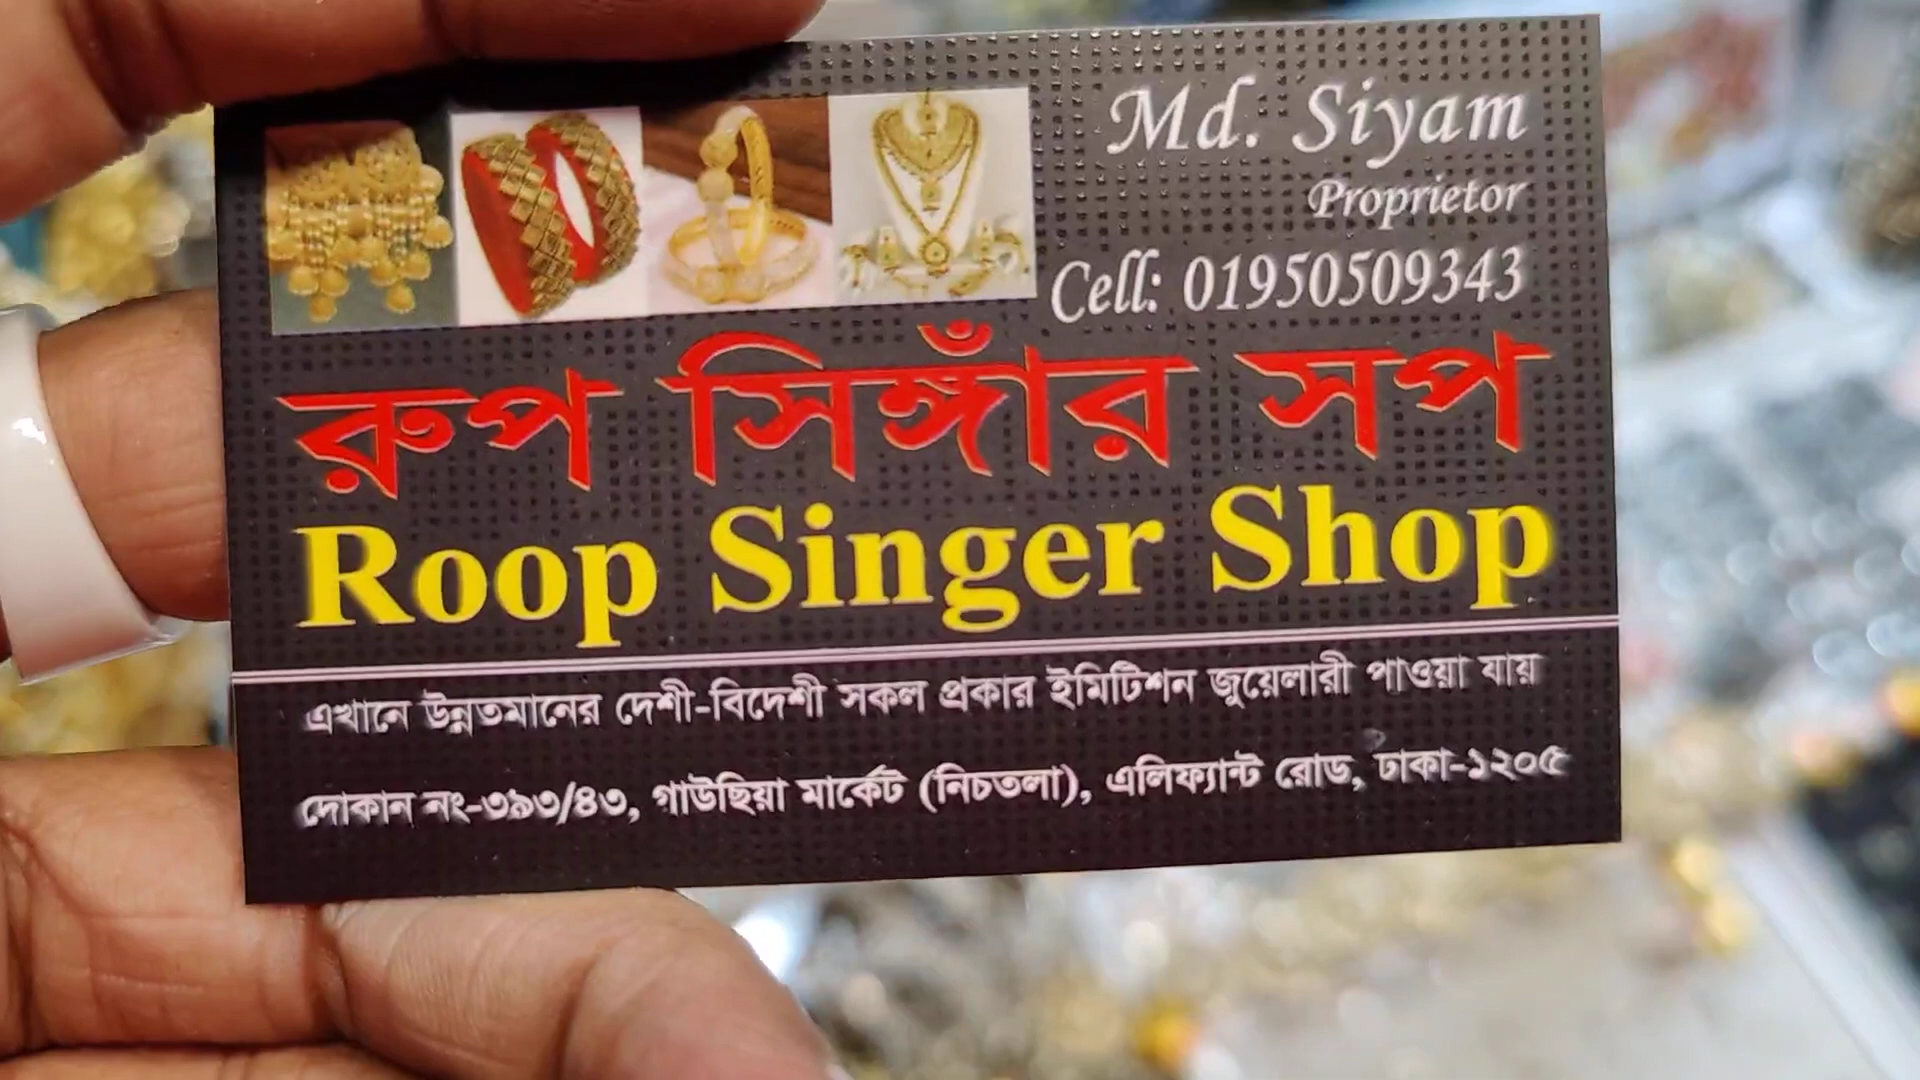 Md. Siyam
Proprietor
Cell: 01950509343
রুপ সিঙ্গাঁর সপ
Roop Singer Shop
এখানে উন্নতমানের দেশী-বিদেশী সকল প্রকার ইমিটিশন জুয়েলারী পাওয়া যায়
দোকান নং-৩৯৩/৪৩, গাউছিয়া মার্কেট (নিচতলা), এলিফ্যান্ট রোড, ঢাকা-১২০৫